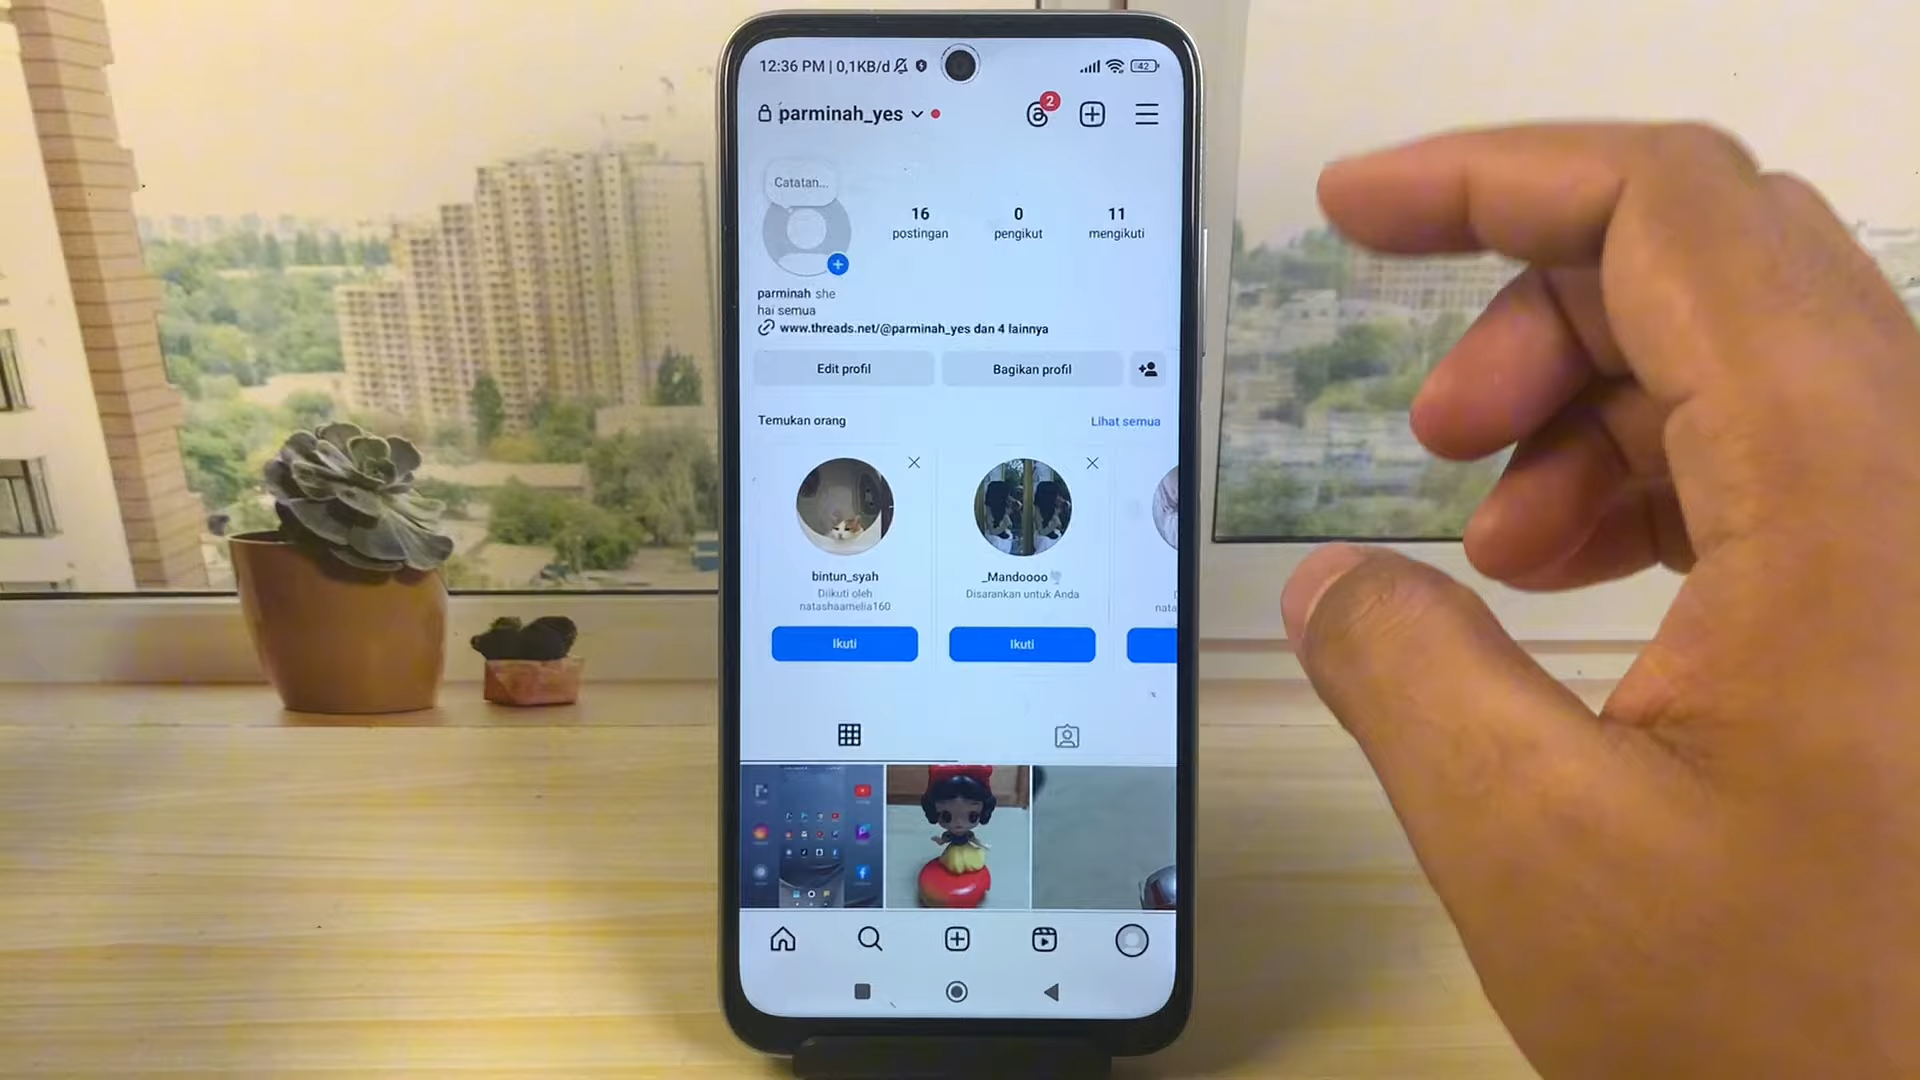 12:36 PM | 0,1KB/d
42
parminah_yes
2
Catatan...
16
postingan
0
pengikut
11
mengikuti
parminah she
hai semua
www.threads.net/@parminah_yes dan 4 lainnya
Edit profil
Bagikan profil
Temukan orang
Lihat semua
bintun_syah
Diikuti oleh
natashaamelia160
Ikuti
_Mandoooo
Disarankan untuk Anda
Ikuti
nata